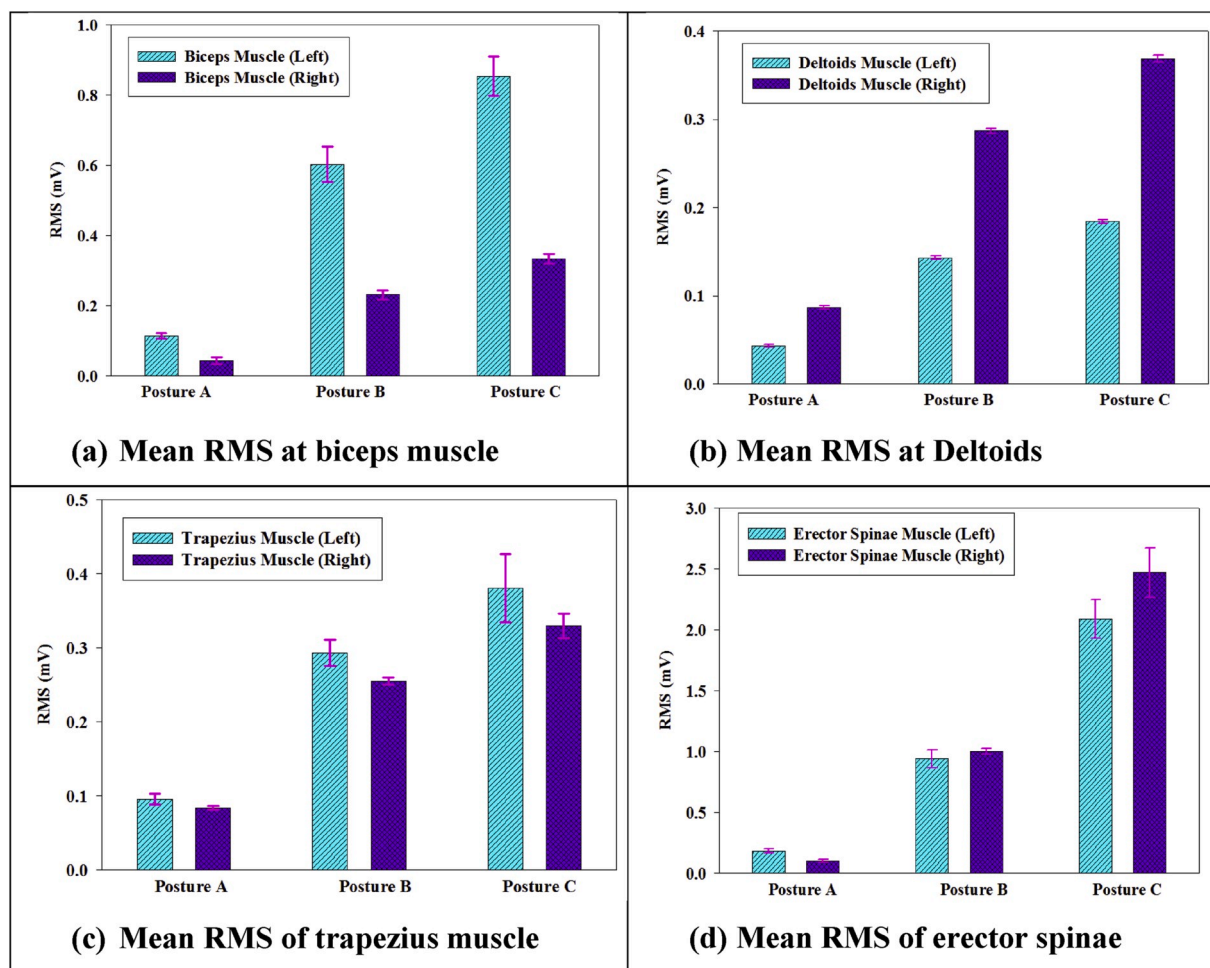 1.0
Biceps Muscle (Left)
Biceps Muscle (Right)
0.8
0.6
RMS (mV)
0.4
0.2
0.0
Posture A Posture B Posture C
(a) Mean RMS at biceps muscle
0.4
Deltoids Muscle (Left)
Deltoids Muscle (Right)
0.3
RMS (mV)
0.2
0.1
0.0
Posture A Posture B Posture C
(b) Mean RMS at Deltoids
0.5
Trapezius Muscle (Left)
Trapezius Muscle (Right)
0.4
0.3
RMS (mV)
0.2
0.1
0.0
Posture A Posture B Posture C
(c) Mean RMS of trapezius muscle
3.0
Erector Spinae Muscle (Left)
Erector Spinae Muscle (Right)
2.5
2.0
RMS (mV)
1.5
1.0
0.5
0.0
Posture A Posture B Posture C
(d) Mean RMS of erector spinae